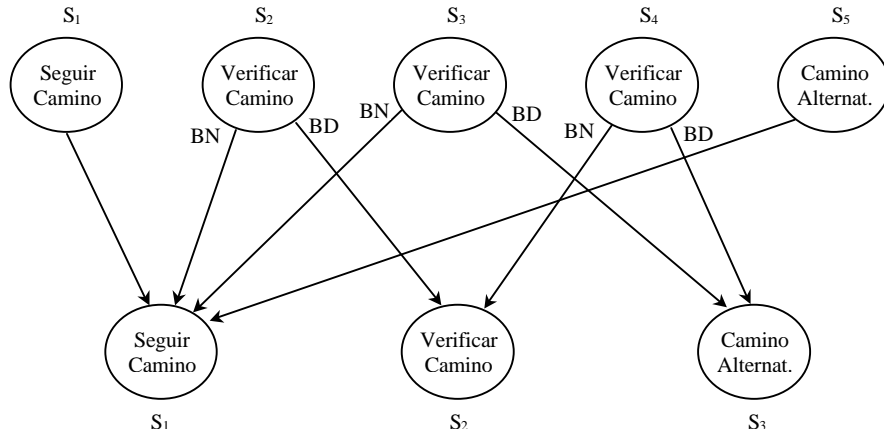 S₁ S₂ S₃ S₄ S₅
Seguir
Camino
Verificar
Camino
Verificar
Camino
Verificar
Camino
Camino
Alternat.
BN BD BN BD BN BD
Seguir
Camino
Verificar
Camino
Camino
Alternat.
S₁ S₂ S₃